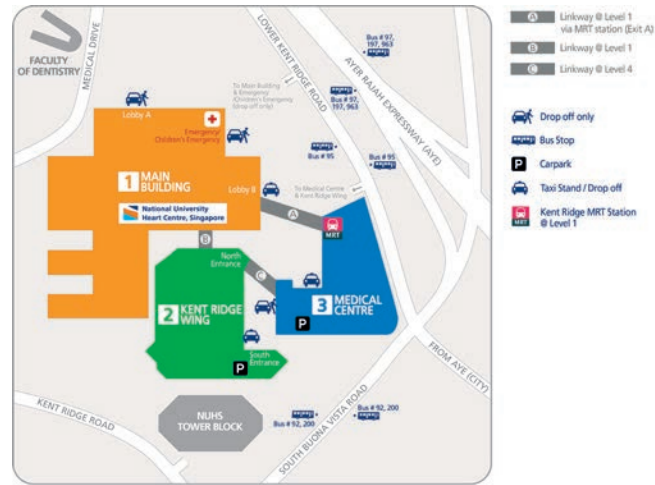 FACULTY
OF DENTISTRY
MEDICAL DRIVE
LOWER KENT RIDGE ROAD
Bus # 97,
197, 963
AYER RAJAH EXPRESSWAY (AYE)
To Main Building
& Emergency
/Children's Emergency
(drop off only)
Bus # 97,
197, 963
Lobby A
Emergency/
Children's Emergency
Bus # 95
Bus # 95
1 MAIN
BUILDING
Lobby B
To Medical Centre
& Kent Ridge Wing
National University
Heart Centre, Singapore
A
MRT
B
North
Entrance
C
2 KENT RIDGE
WING
3 MEDICAL
CENTRE
P
South
Entrance
P
FROM AYE (CITY)
KENT RIDGE ROAD
NUHS
TOWER BLOCK
Bus # 92, 200
Bus # 92, 200
SOUTH BUONA VISTA ROAD
A Linkway @ Level 1
via MRT station (Exit A)
B Linkway @ Level 1
C Linkway @ Level 4
Drop off only
Bus Stop
P Carpark
Taxi Stand / Drop off
MRT Kent Ridge MRT Station
@ Level 1